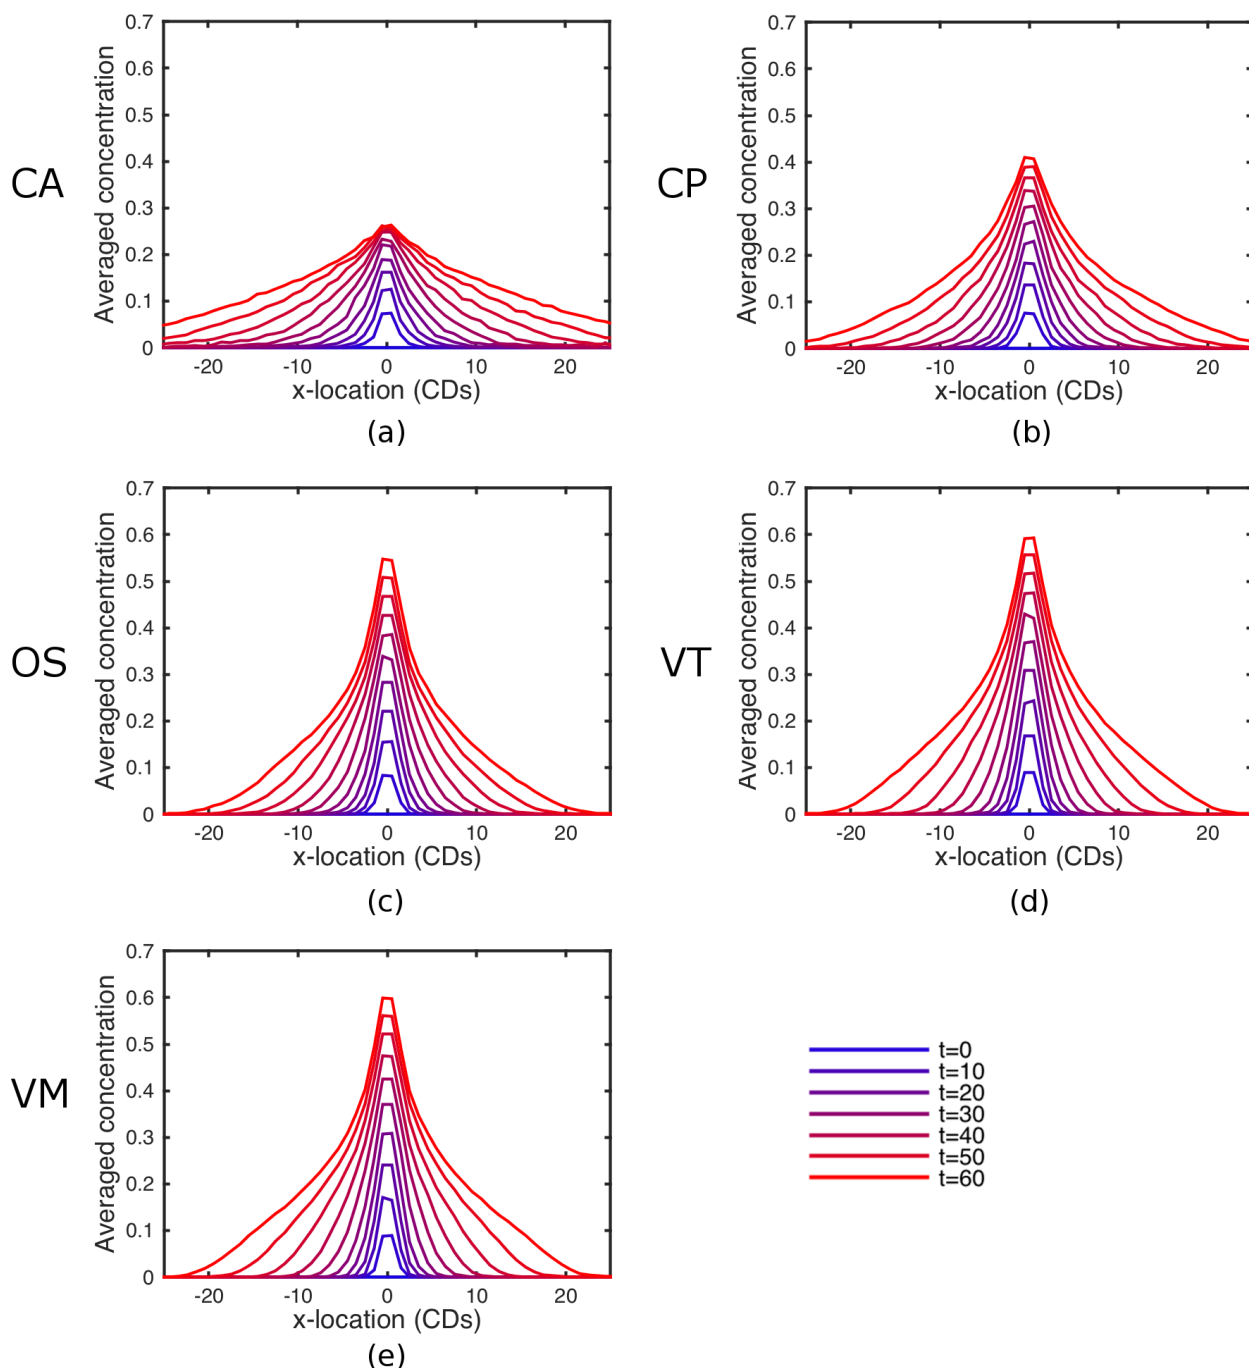 CA
Averaged concentration
0.7
0.6
0.5
0.4
0.3
0.2
0.1
0
-20 -10 0 10 20
x-location (CDs)
(a)
CP
Averaged concentration
0.7
0.6
0.5
0.4
0.3
0.2
0.1
0
-20 -10 0 10 20
x-location (CDs)
(b)
OS
Averaged concentration
0.7
0.6
0.5
0.4
0.3
0.2
0.1
0
-20 -10 0 10 20
x-location (CDs)
(c)
VT
Averaged concentration
0.7
0.6
0.5
0.4
0.3
0.2
0.1
0
-20 -10 0 10 20
x-location (CDs)
(d)
VM
Averaged concentration
0.7
0.6
0.5
0.4
0.3
0.2
0.1
0
-20 -10 0 10 20
x-location (CDs)
(e)
t=0
t=10
t=20
t=30
t=40
t=50
t=60